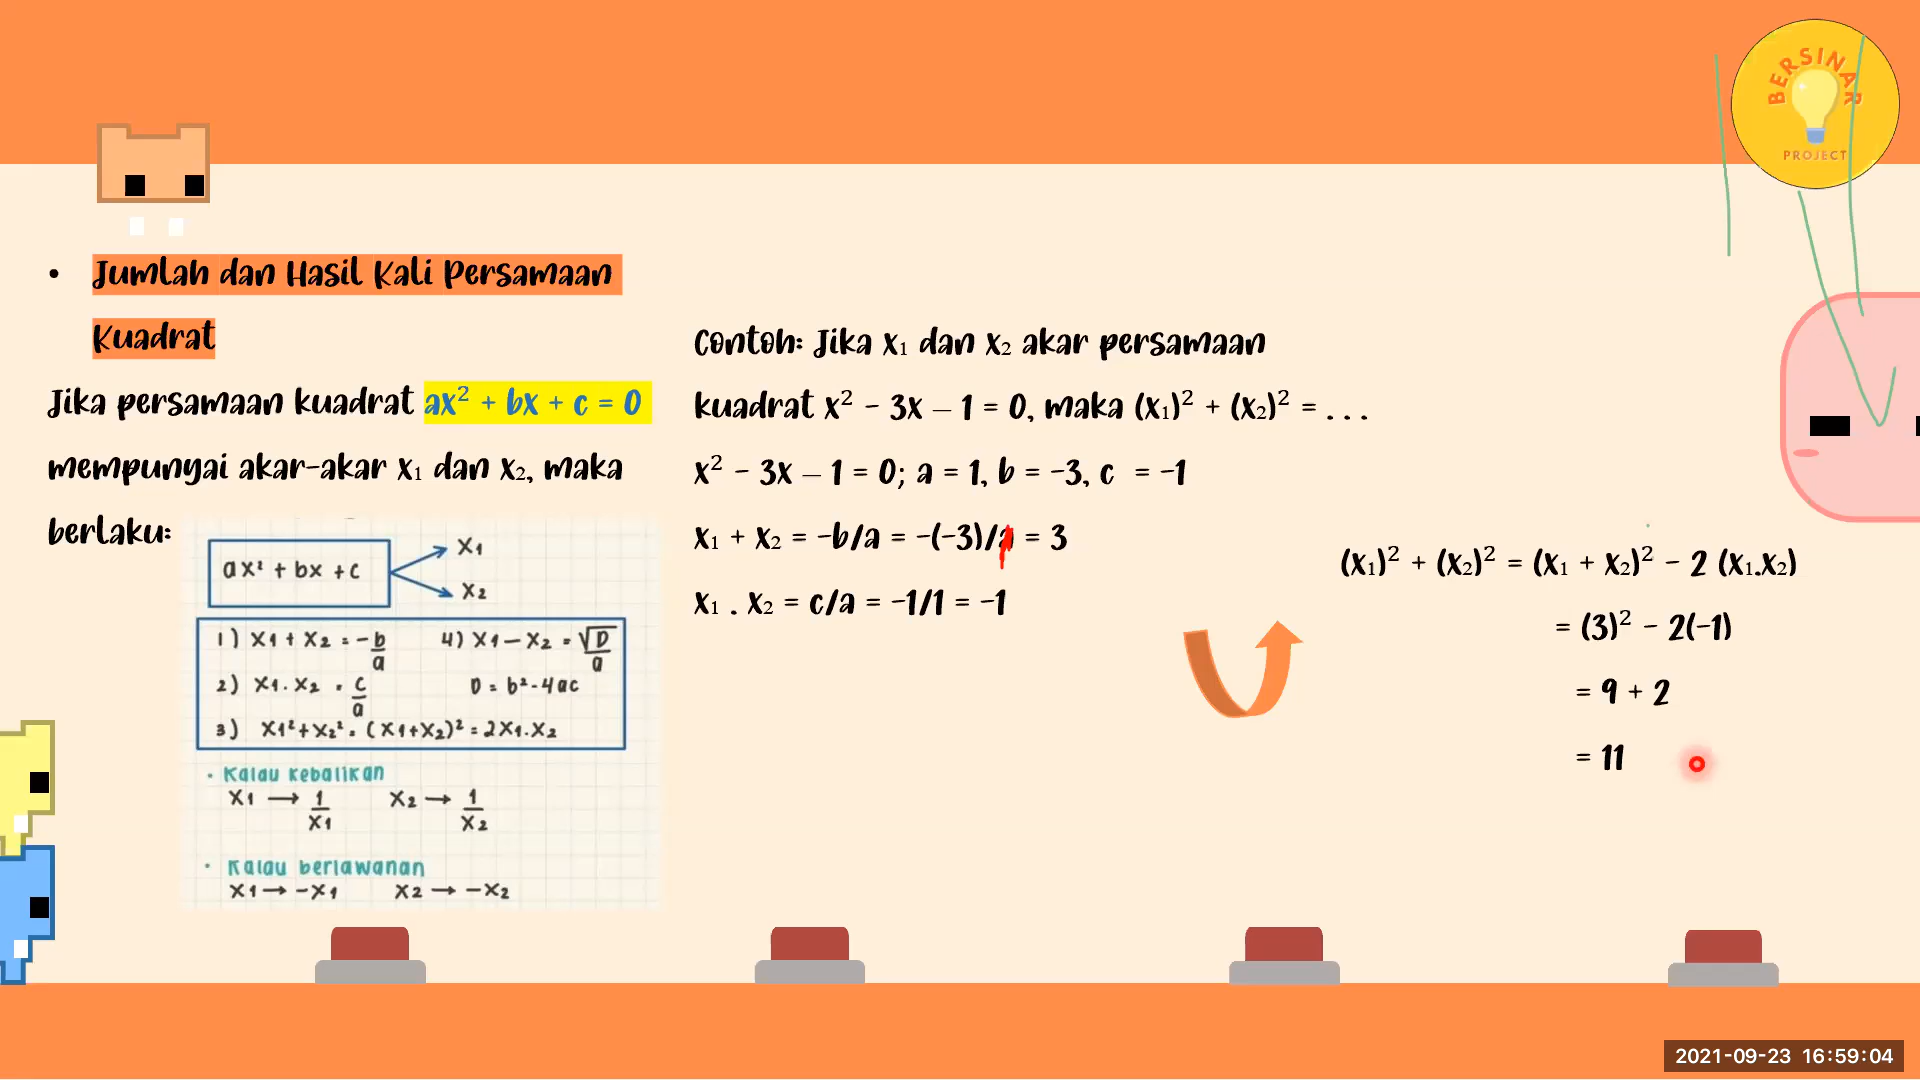 BERSINAR
PROJECT
• Jumlah dan Hasil Kali Persamaan
Kuadrat
Jika persamaan kuadrat ax² + bx + c = 0
mempunyai akar-akar x₁ dan x₂, maka
berlaku:
ax² + bx + c
x1
x2
1) x1 + x2 = -b/a
4) x1 - x2 = √D/a
2) x1 . x2 = c/a
D = b² - 4ac
3) x1² + x2² = (x1+x2)² = 2x1.x2
• Kalau kebalikan
x1 → 1/x1 x2 → 1/x2
• Kalau berlawanan
x1 → -x1 x2 → -x2
Contoh: Jika x₁ dan x₂ akar persamaan
kuadrat x² - 3x – 1 = 0, maka (x₁)² + (x₂)² = . . .
x² - 3x – 1 = 0; a = 1, b = -3, c = -1
x₁ + x₂ = -b/a = -(-3)/a = 3
x₁ . x₂ = c/a = -1/1 = -1
(x₁)² + (x₂)² = (x₁ + x₂)² - 2 (x₁.x₂)
= (3)² - 2(-1)
= 9 + 2
= 11
2021-09-23 16:59:04